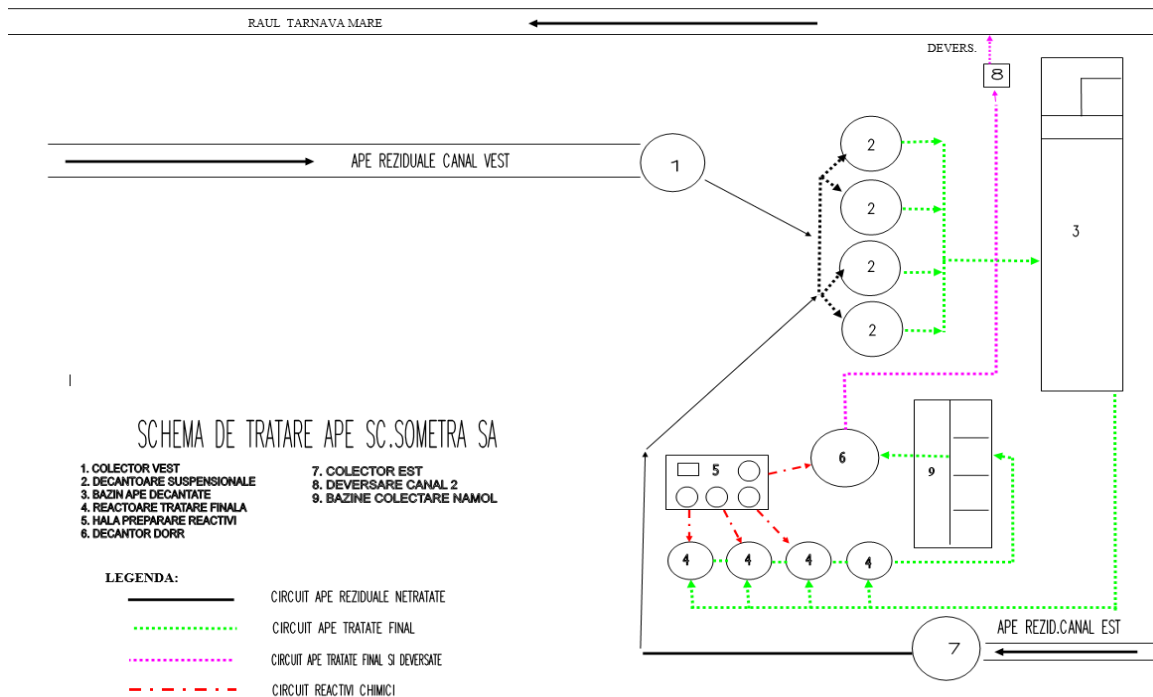 RAUL TARNAVA MARE
DEVERS.
8
APE REZIDUALE CANAL VEST
1
2
2
2
2
3
SCHEMA DE TRATARE APE SC.SOMETRA SA
1. COLECTOR VEST
2. DECANTOARE SUSPENSIONALE
3. BAZIN APE DECANTATE
4. REACTOARE TRATARE FINALA
5. HALA PREPARARE REACTIVI
6. DECANTOR DORR
7. COLECTOR EST
8. DEVERSARE CANAL 2
9. BAZINE COLECTARE NAMOL
5
6
9
4
4
4
4
LEGENDA:
CIRCUIT APE REZIDUALE NETRATATE
CIRCUIT APE TRATATE FINAL
CIRCUIT APE TRATATE FINAL SI DEVERSATE
CIRCUIT REACTIVI CHIMICI
APE REZID.CANAL EST
7